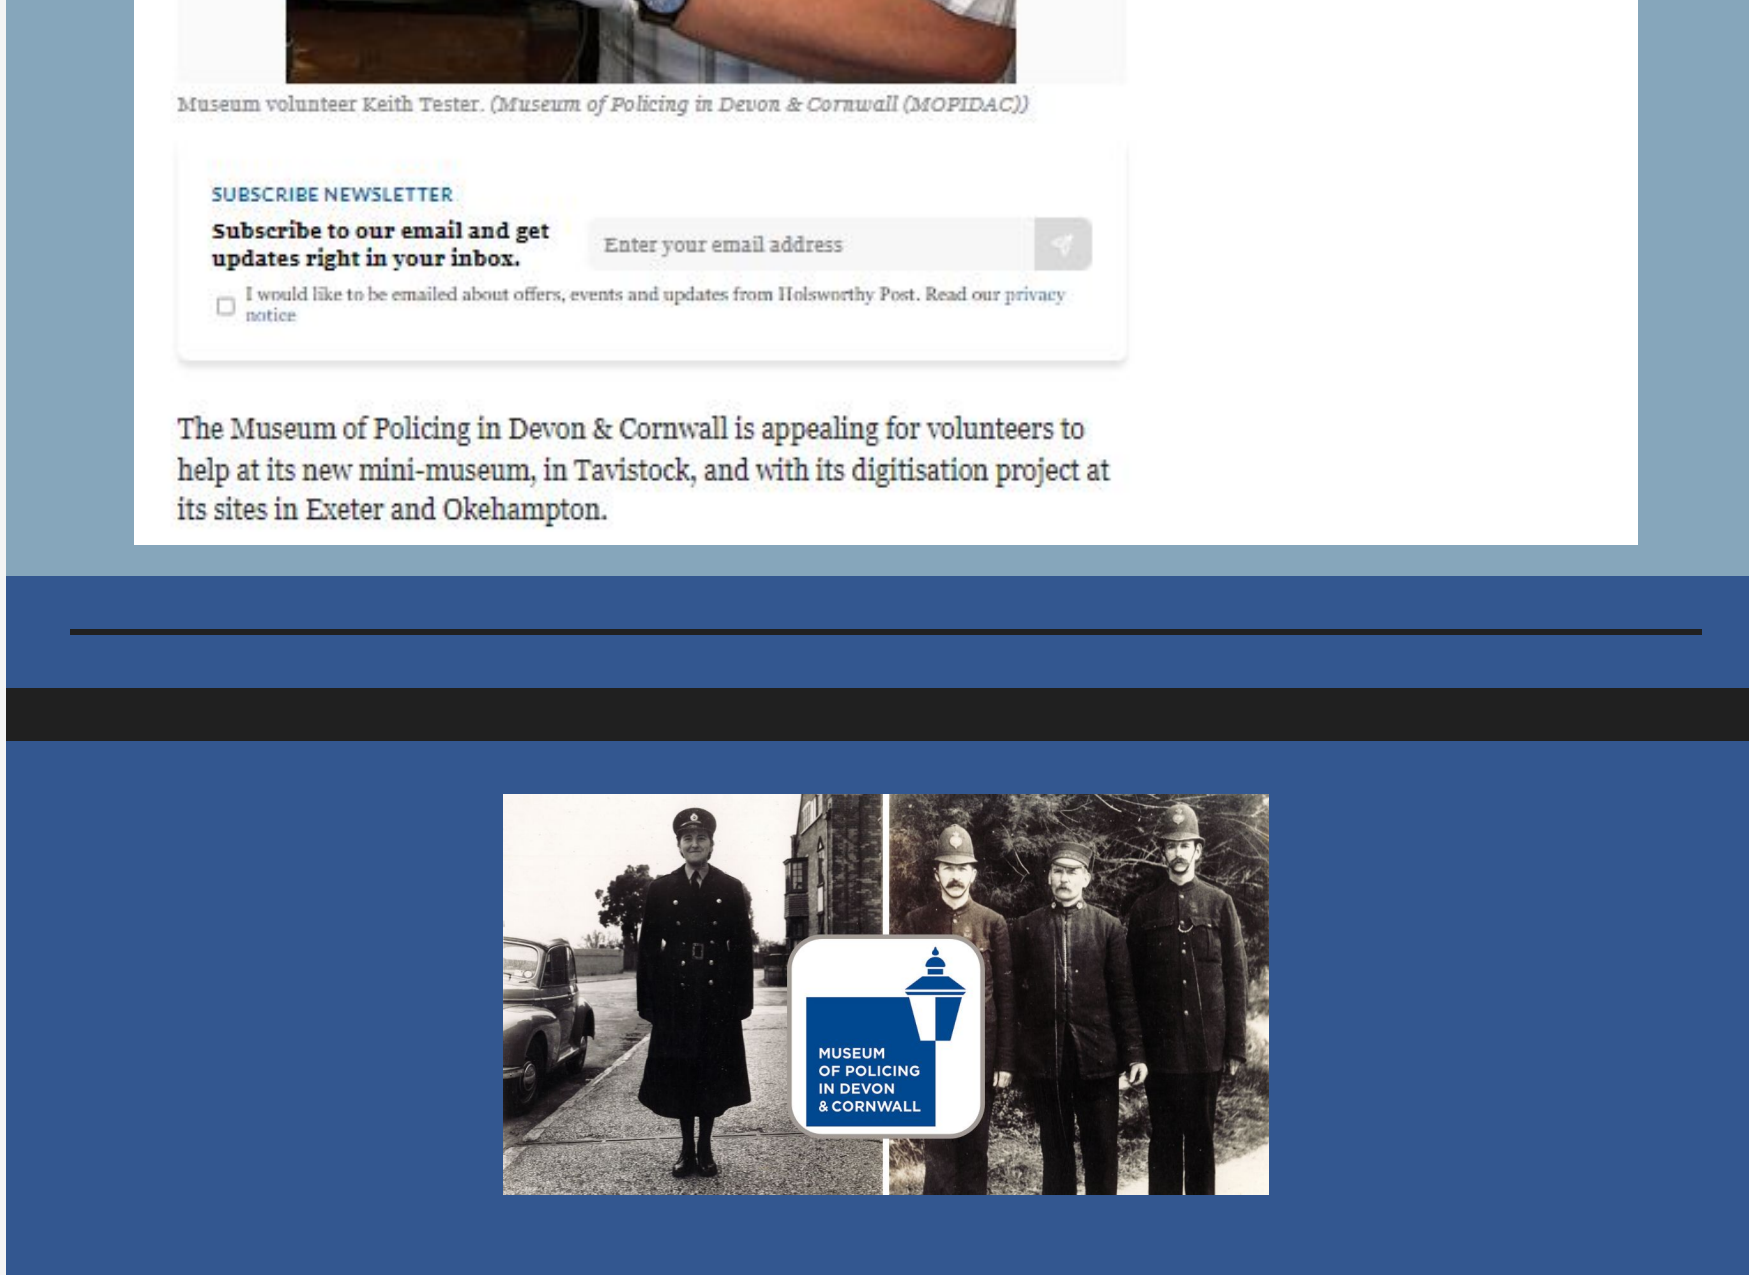 Museum volunteer Keith Tester. (Museum of Policing in Devon & Cornwall (MOPIDAC))
SUBSCRIBE NEWSLETTER
Subscribe to our email and get
updates right in your inbox.
Enter your email address
I would like to be emailed about offers, events and updates from Holsworthy Post. Read our privacy
notice
The Museum of Policing in Devon & Cornwall is appealing for volunteers to
help at its new mini-museum, in Tavistock, and with its digitisation project at
its sites in Exeter and Okehampton.
MUSEUM
OF POLICING
IN DEVON
& CORNWALL